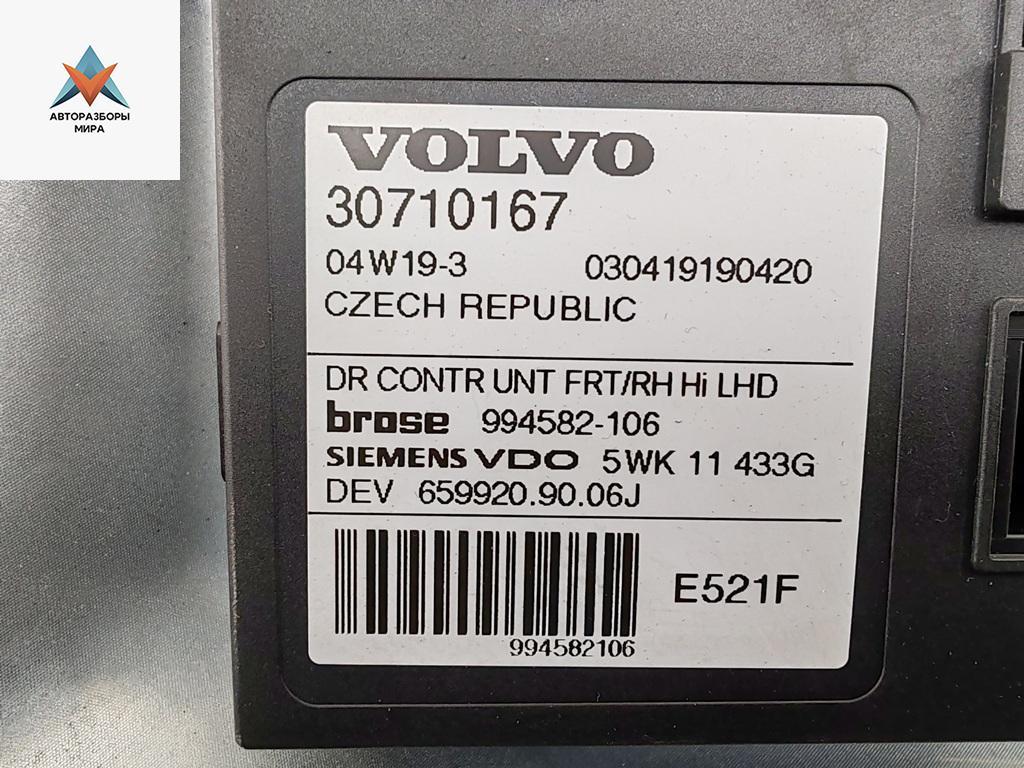 АВТОРАЗБОРЫ
МИРА
VOLVO
30710167
04W19-3 030419190420
CZECH REPUBLIC
DR CONTR UNT FRT/RH Hi LHD
brose 994582-106
SIEMENS VDO 5WK 11 433G
DEV 659920.90.06J
E521F
994582106